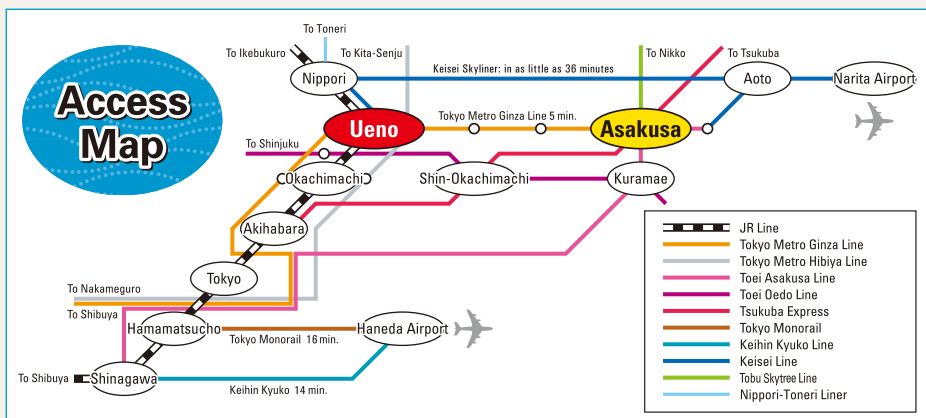 Access
Map
To Toneri
To Ikebukuro
To Kita-Senju
To Nikko
To Tsukuba
Nippori
Keisei Skyliner: in as little as 36 minutes
Aoto
Narita Airport
Ueno
Tokyo Metro Ginza Line 5 min.
Asakusa
To Shinjuku
Okachimachi
Shin-Okachimachi
Kuramae
Akihabara
Tokyo
To Nakameguro
To Shibuya
Hamamatsucho
Tokyo Monorail 16 min.
Haneda Airport
To Shibuya
Shinagawa
Keihin Kyuko 14 min.
JR Line
Tokyo Metro Ginza Line
Tokyo Metro Hibiya Line
Toei Asakusa Line
Toei Oedo Line
Tsukuba Express
Tokyo Monorail
Keihin Kyuko Line
Keisei Line
Tobu Skytree Line
Nippori-Toneri Liner